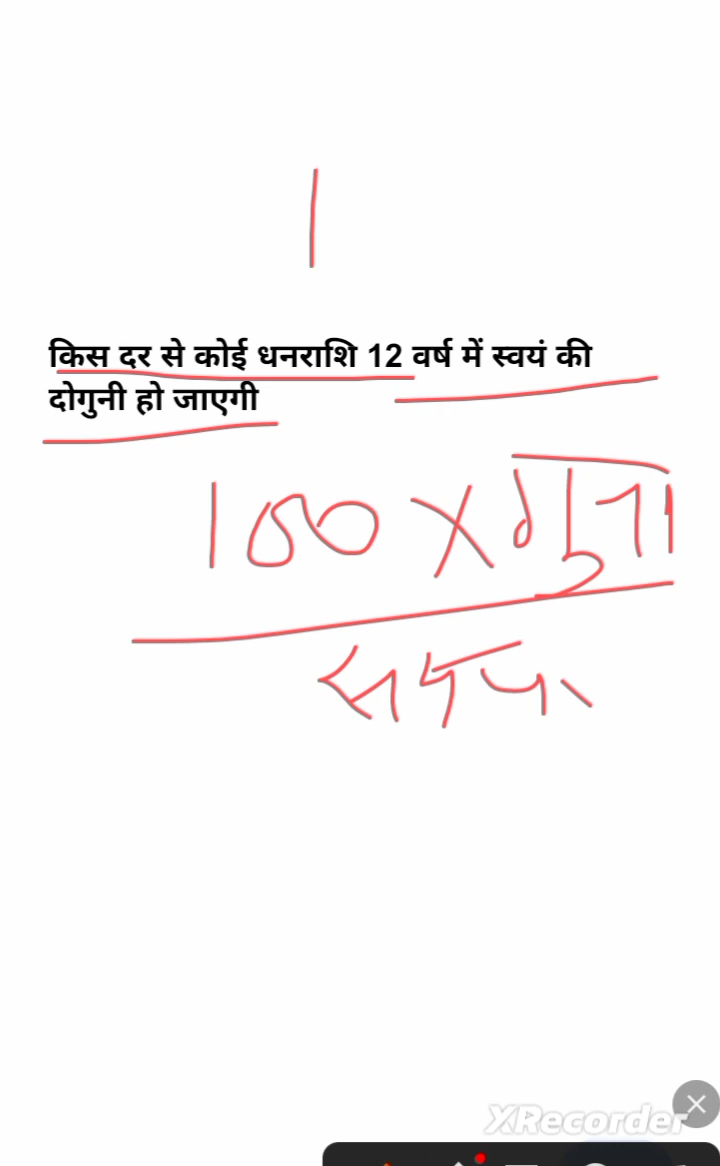 1
किस दर से कोई धनराशि 12 वर्ष में स्वयं की
दोगुनी हो जाएगी
100 × गुना
समय
XRecorder